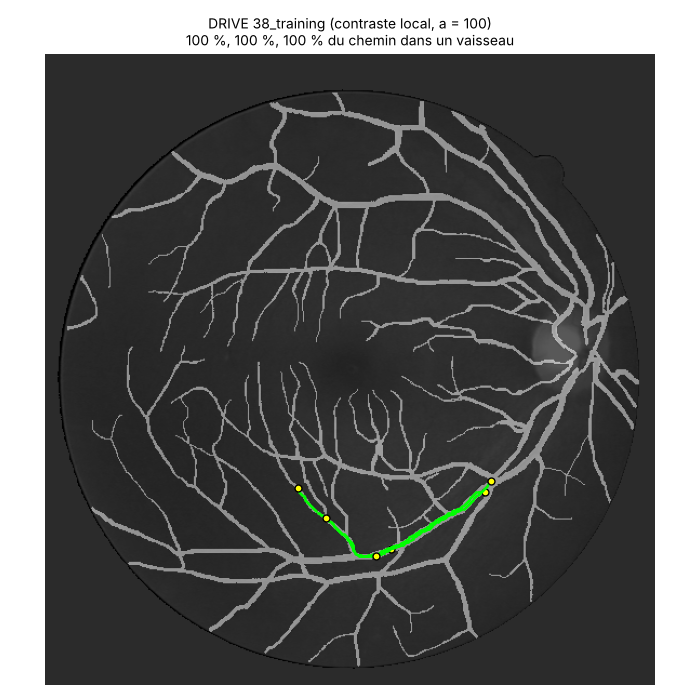 DRIVE 38_training (contraste local, a = 100)
100 %, 100 %, 100 % du chemin dans un vaisseau